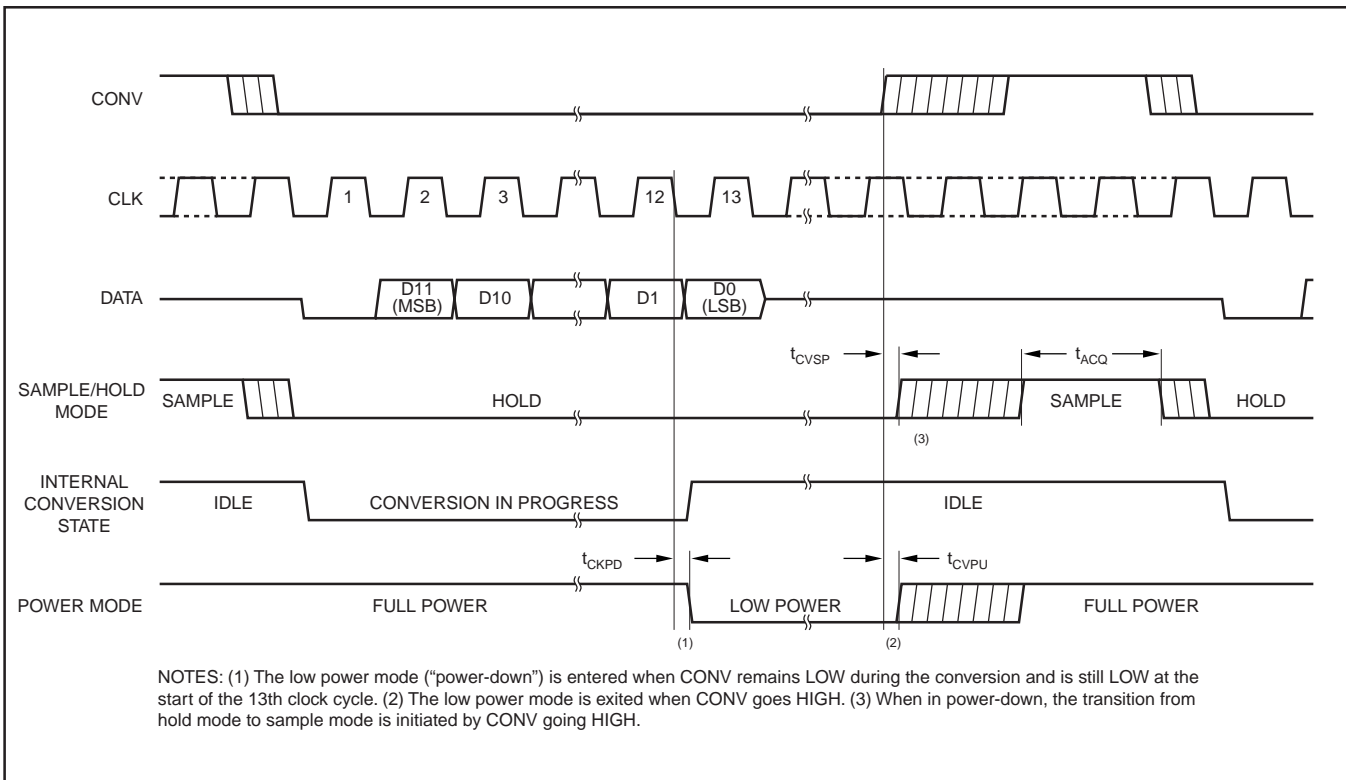 CONV
CLK
1
2
3
12
13
DATA
D11
(MSB)
D10
D1
D0
(LSB)
tCVSP
tACQ
SAMPLE/HOLD
MODE
SAMPLE
HOLD
SAMPLE
HOLD
(3)
INTERNAL
CONVERSION
STATE
IDLE
CONVERSION IN PROGRESS
IDLE
tCKPD
tCVPU
POWER MODE
FULL POWER
LOW POWER
FULL POWER
(1)
(2)
NOTES: (1) The low power mode (“power-down”) is entered when CONV remains LOW during the conversion and is still LOW at the
start of the 13th clock cycle. (2) The low power mode is exited when CONV goes HIGH. (3) When in power-down, the transition from
hold mode to sample mode is initiated by CONV going HIGH.